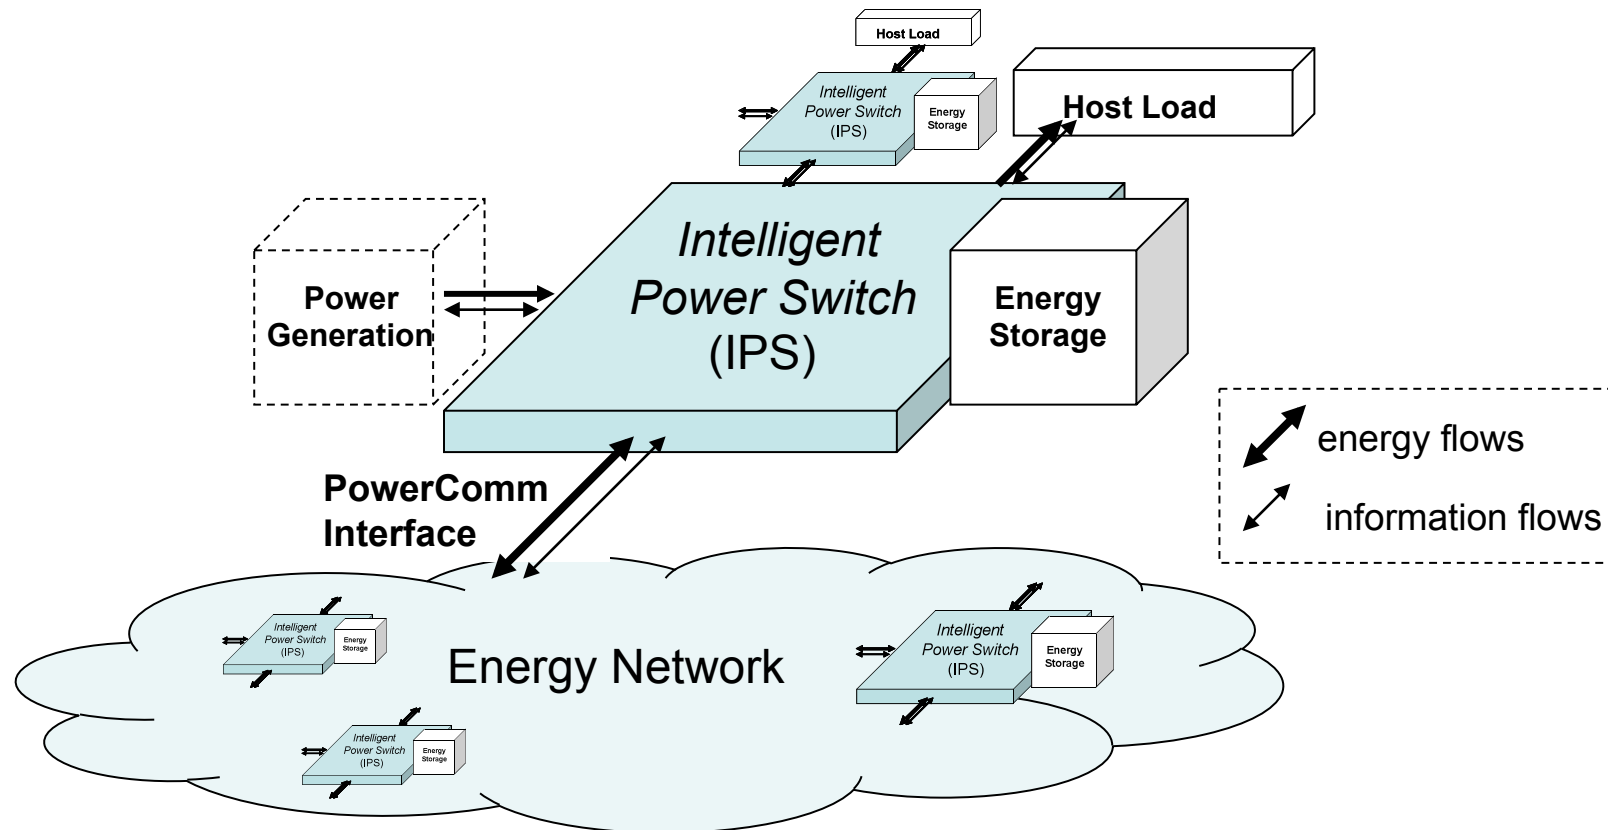 Host Load
Intelligent
Power Switch
(IPS)
Energy
Storage
Host Load
Intelligent
Power Switch
(IPS)
Power
Generation
Energy
Storage
energy flows
information flows
PowerComm
Interface
Intelligent
Power Switch
(IPS)
Energy
Storage
Energy Network
Intelligent
Power Switch
(IPS)
Energy
Storage
Intelligent
Power Switch
(IPS)
Energy
Storage